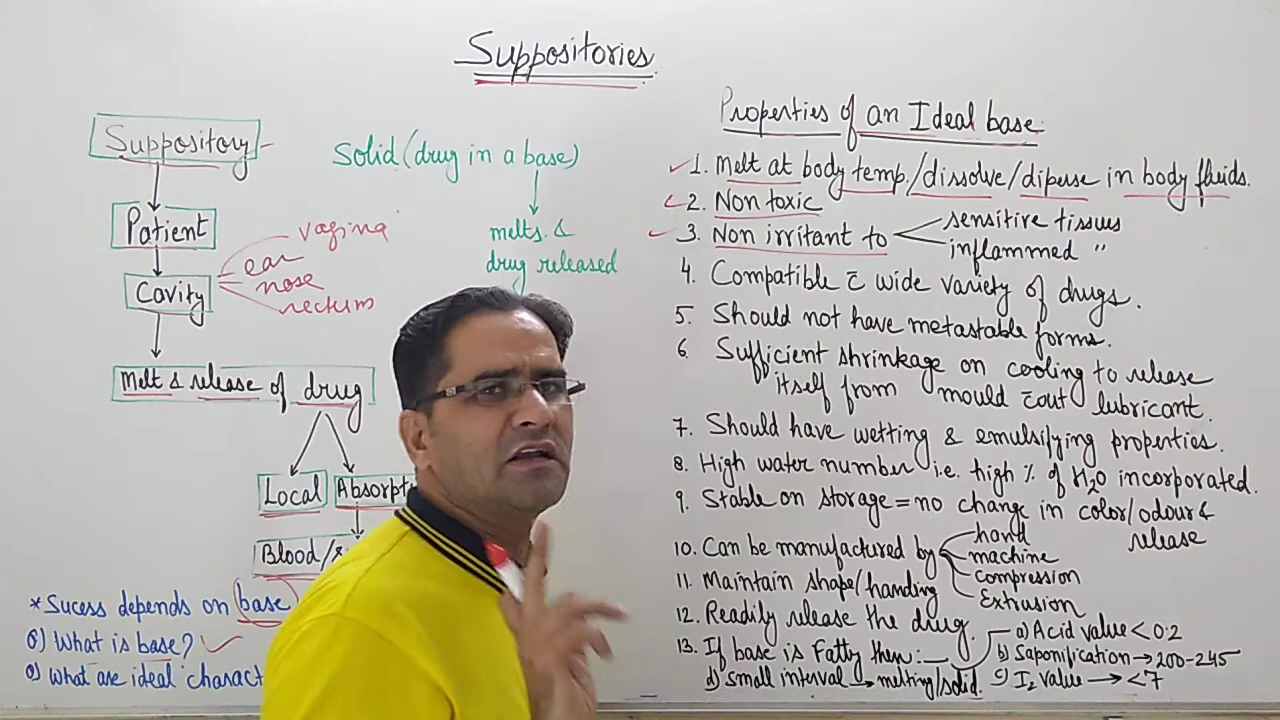 Suppositories
Suppository
Patient
Cavity
vagina
ear
nose
rectum
Melt & release of drug
Local
Blood/
*Sucess depends on base
Q) What is base?
Q) What are ideal
Solid (drug in a base)
melts &
drug released
Properties of an Ideal base
1. Melt at body temp./dissolve/diperse in body fluids.
2. Non toxic
3. Non irritant to sensitive tissues
inflammed "
4. Compatible c̄ wide variety of drugs.
5. Should not have metastable forms.
6. Sufficient shrinkage on cooling to release
itself from mould c̄out lubricant.
7. Should have wetting & emulsifying properties.
8. High water number i.e. high % of H2O incorporated.
9. Stable on storage = no change in color/odour &
release
10. Can be manufactured by hand
machine
compression
Extrusion
11. Maintain shape/handing
12. Readily release the drug.
13. If base is Fatty then:
a) Acid value < 0.2
b) Saponification → 200-245
c) I2 value → < 7
d) Small interval → melting/solid.